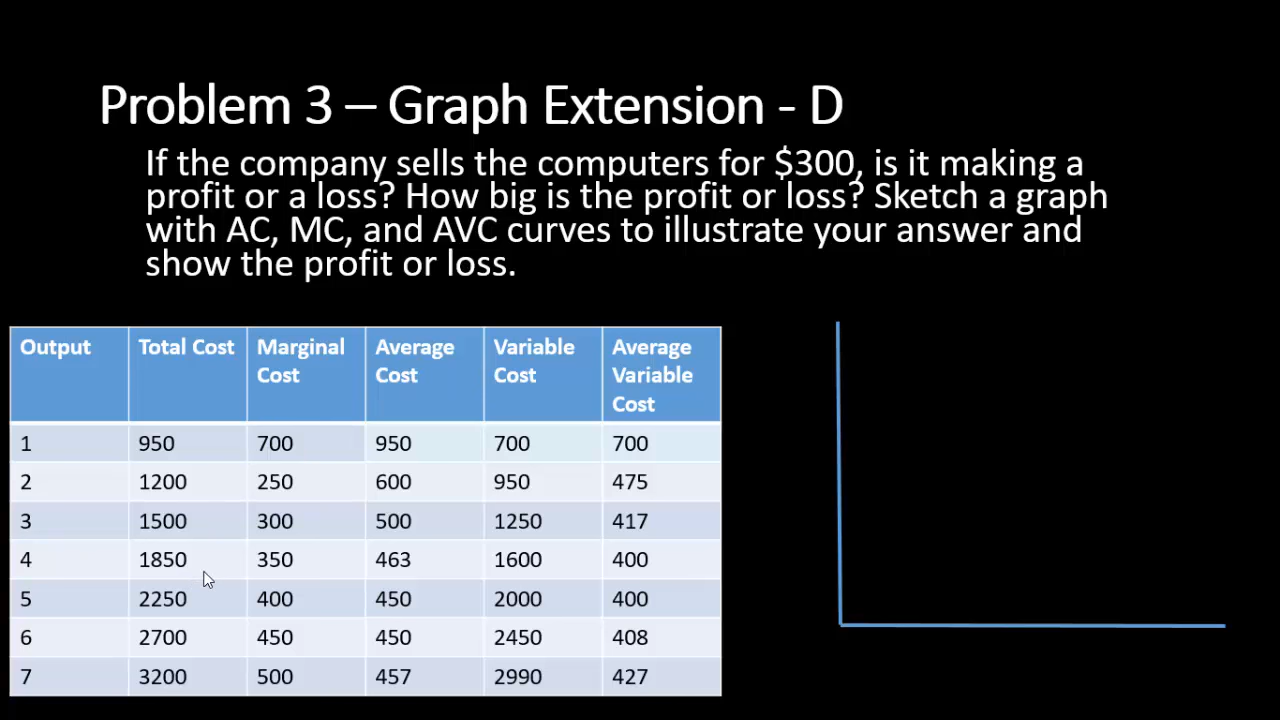 Problem 3 – Graph Extension - D
If the company sells the computers for $300, is it making a
profit or a loss? How big is the profit or loss? Sketch a graph
with AC, MC, and AVC curves to illustrate your answer and
show the profit or loss.
Output Total Cost Marginal Cost Average Cost Variable Cost Average Variable Cost
1 950 700 950 700 700
2 1200 250 600 950 475
3 1500 300 500 1250 417
4 1850 350 463 1600 400
5 2250 400 450 2000 400
6 2700 450 450 2450 408
7 3200 500 457 2990 427